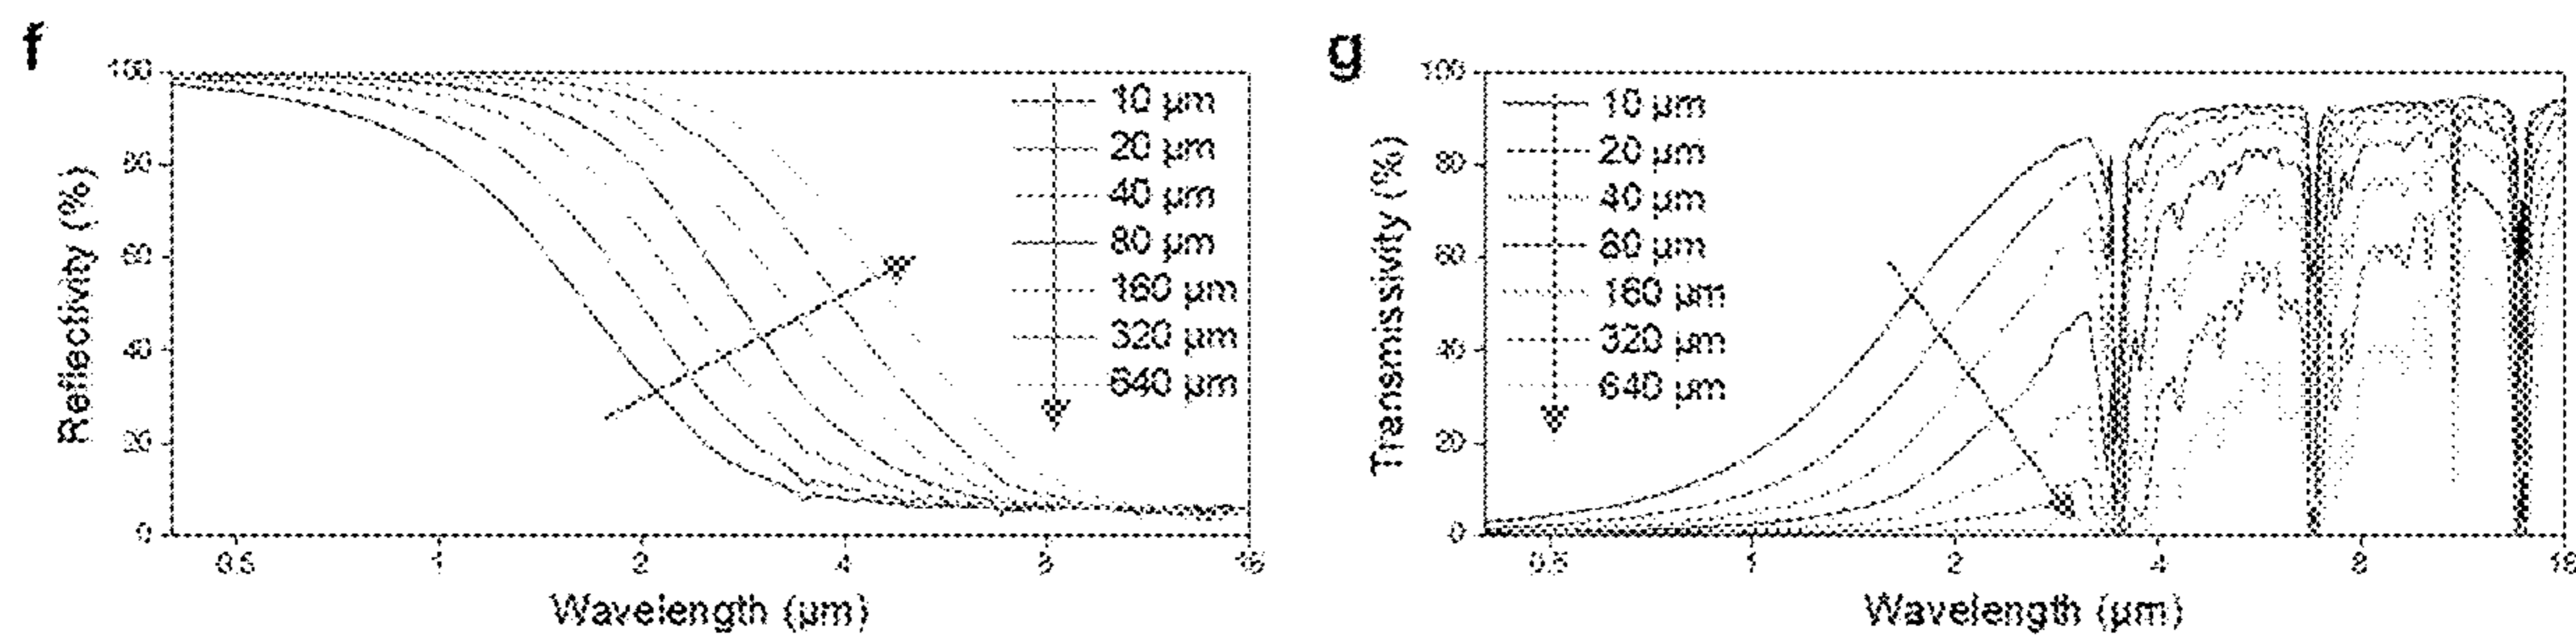 f
100
80
60
40
20
0
Reflectivity (%)
10 µm
20 µm
40 µm
80 µm
160 µm
320 µm
640 µm
0.5 1 2 4 8 16
Wavelength (µm)
g
100
80
60
40
20
0
Transmissivity (%)
10 µm
20 µm
40 µm
80 µm
160 µm
320 µm
640 µm
0.5 1 2 4 8 16
Wavelength (µm)